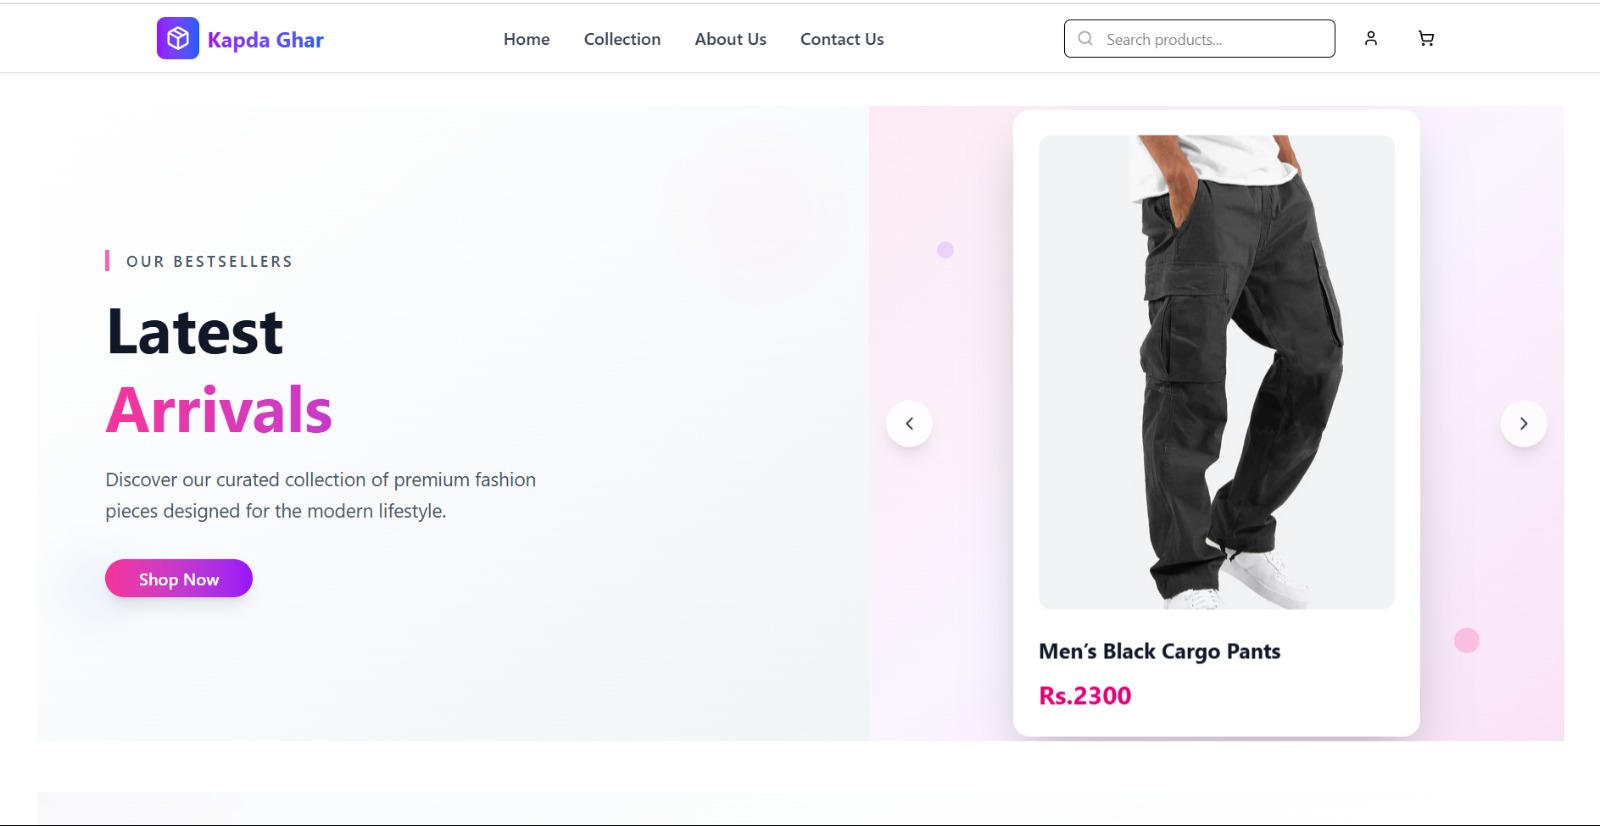 Kapda Ghar
Home
Collection
About Us
Contact Us
Search products...
OUR BESTSELLERS
Latest
Arrivals
Discover our curated collection of premium fashion
pieces designed for the modern lifestyle.
Shop Now
Men’s Black Cargo Pants
Rs.2300